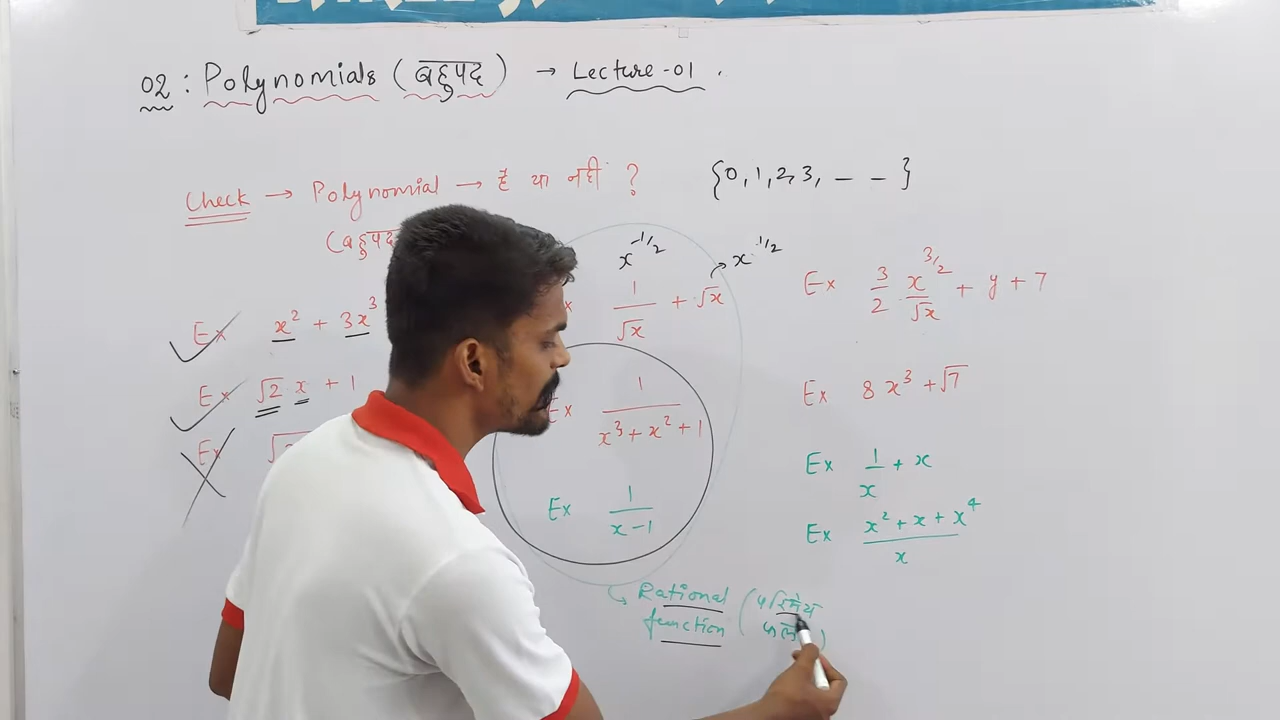 02 : Polynomials ( बहुपद ) → Lecture - 01 .
Check → Polynomial → है या नहीं ?
( बहुपद
{0, 1, 2, 3, — — }
Ex x² + 3x³
Ex √2 x + 1
Ex
x^-1/2
x^1/2
1/√x + √x
Ex 1/(x³ + x² + 1)
Ex 1/(x-1)
Rational
function ( परिमेय
फलन )
Ex 3/2 x^3/2/√x + y + 7
Ex 8x³ + √7
Ex 1/x + x
Ex (x² + x + x⁴)/x